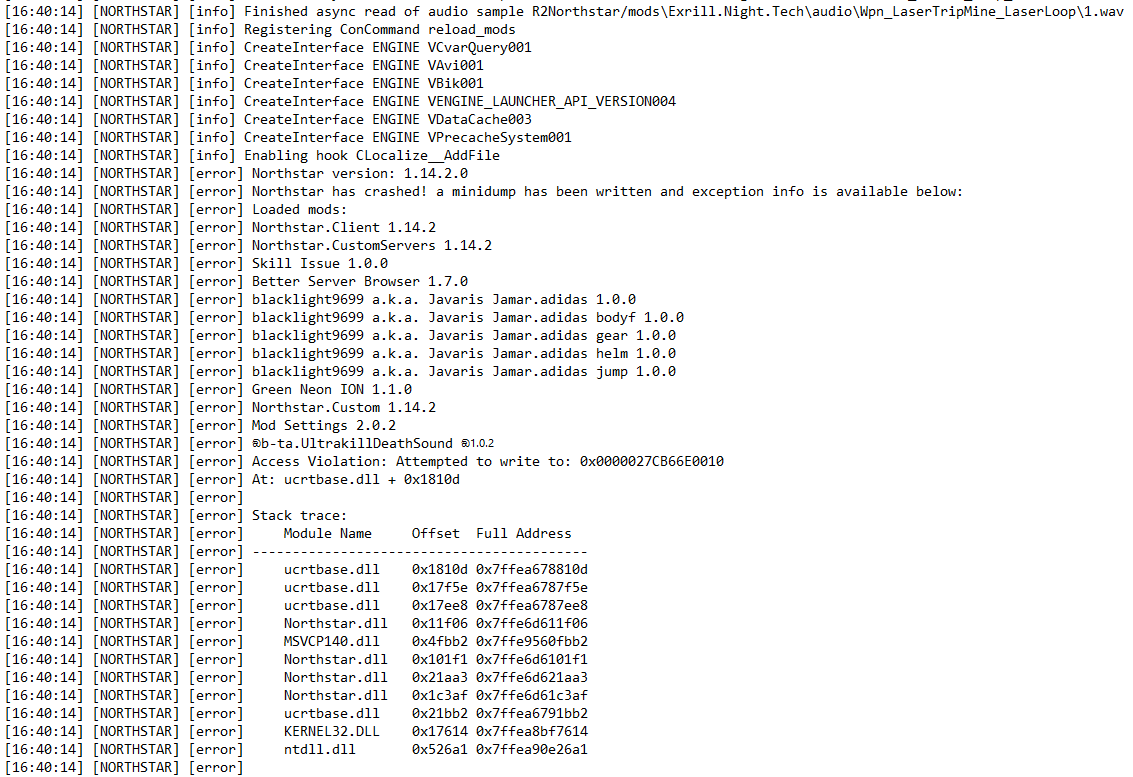 [16:40:14] [NORTHSTAR] [info] Finished async read of audio sample R2Northstar/mods\Exrill.Night.Tech\audio\Wpn_LaserTripMine_LaserLoop\1.wav
[16:40:14] [NORTHSTAR] [info] Registering ConCommand reload_mods
[16:40:14] [NORTHSTAR] [info] CreateInterface ENGINE VCvarQuery001
[16:40:14] [NORTHSTAR] [info] CreateInterface ENGINE VAvi001
[16:40:14] [NORTHSTAR] [info] CreateInterface ENGINE VBik001
[16:40:14] [NORTHSTAR] [info] CreateInterface ENGINE VENGINE_LAUNCHER_API_VERSION004
[16:40:14] [NORTHSTAR] [info] CreateInterface ENGINE VDataCache003
[16:40:14] [NORTHSTAR] [info] CreateInterface ENGINE VPrecacheSystem001
[16:40:14] [NORTHSTAR] [info] Enabling hook CLocalize__AddFile
[16:40:14] [NORTHSTAR] [error] Northstar version: 1.14.2.0
[16:40:14] [NORTHSTAR] [error] Northstar has crashed! a minidump has been written and exception info is available below:
[16:40:14] [NORTHSTAR] [error] Loaded mods:
[16:40:14] [NORTHSTAR] [error] Northstar.Client 1.14.2
[16:40:14] [NORTHSTAR] [error] Northstar.CustomServers 1.14.2
[16:40:14] [NORTHSTAR] [error] Skill Issue 1.0.0
[16:40:14] [NORTHSTAR] [error] Better Server Browser 1.7.0
[16:40:14] [NORTHSTAR] [error] blacklight9699 a.k.a. Javaris Jamar.adidas 1.0.0
[16:40:14] [NORTHSTAR] [error] blacklight9699 a.k.a. Javaris Jamar.adidas bodyf 1.0.0
[16:40:14] [NORTHSTAR] [error] blacklight9699 a.k.a. Javaris Jamar.adidas gear 1.0.0
[16:40:14] [NORTHSTAR] [error] blacklight9699 a.k.a. Javaris Jamar.adidas helm 1.0.0
[16:40:14] [NORTHSTAR] [error] blacklight9699 a.k.a. Javaris Jamar.adidas jump 1.0.0
[16:40:14] [NORTHSTAR] [error] Green Neon ION 1.1.0
[16:40:14] [NORTHSTAR] [error] Northstar.Custom 1.14.2
[16:40:14] [NORTHSTAR] [error] Mod Settings 2.0.2
[16:40:14] [NORTHSTAR] [error] b-ta.UltrakillDeathSound 1.0.2
[16:40:14] [NORTHSTAR] [error] Access Violation: Attempted to write to: 0x0000027CB66E0010
[16:40:14] [NORTHSTAR] [error] At: ucrtbase.dll + 0x1810d
[16:40:14] [NORTHSTAR] [error]
[16:40:14] [NORTHSTAR] [error] Stack trace:
[16:40:14] [NORTHSTAR] [error]     Module Name     Offset  Full Address
[16:40:14] [NORTHSTAR] [error] ------------------------------------------
[16:40:14] [NORTHSTAR] [error]     ucrtbase.dll    0x1810d 0x7ffea678810d
[16:40:14] [NORTHSTAR] [error]     ucrtbase.dll    0x17f5e 0x7ffea6787f5e
[16:40:14] [NORTHSTAR] [error]     ucrtbase.dll    0x17ee8 0x7ffea6787ee8
[16:40:14] [NORTHSTAR] [error]     Northstar.dll   0x11f06 0x7ffe6d611f06
[16:40:14] [NORTHSTAR] [error]     MSVCP140.dll    0x4fbb2 0x7ffe9560fbb2
[16:40:14] [NORTHSTAR] [error]     Northstar.dll   0x101f1 0x7ffe6d6101f1
[16:40:14] [NORTHSTAR] [error]     Northstar.dll   0x21aa3 0x7ffe6d621aa3
[16:40:14] [NORTHSTAR] [error]     Northstar.dll   0x1c3af 0x7ffe6d61c3af
[16:40:14] [NORTHSTAR] [error]     ucrtbase.dll    0x21bb2 0x7ffea6791bb2
[16:40:14] [NORTHSTAR] [error]     KERNEL32.DLL    0x17614 0x7ffea8bf7614
[16:40:14] [NORTHSTAR] [error]     ntdll.dll       0x526a1 0x7ffea90e26a1
[16:40:14] [NORTHSTAR] [error]